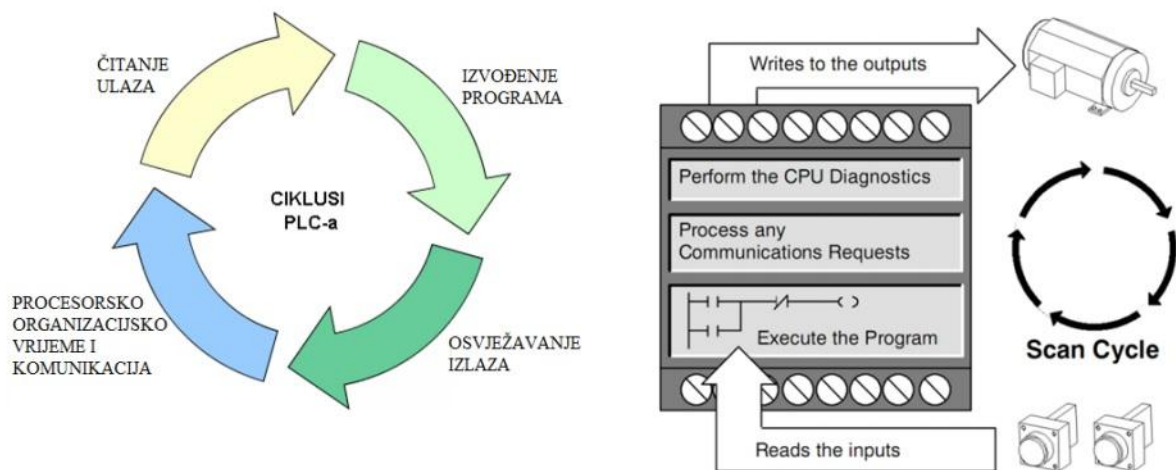 ČITANJE
ULAZA
IZVOĐENJE
PROGRAMA
CIKLUSI
PLC-a
PROCESORSKO
ORGANIZACIJSKO
VRIJEME I
KOMUNIKACIJA
OSVJEŽAVANJE
IZLAZA
Writes to the outputs
Perform the CPU Diagnostics
Process any
Communications Requests
Execute the Program
Reads the inputs
Scan Cycle